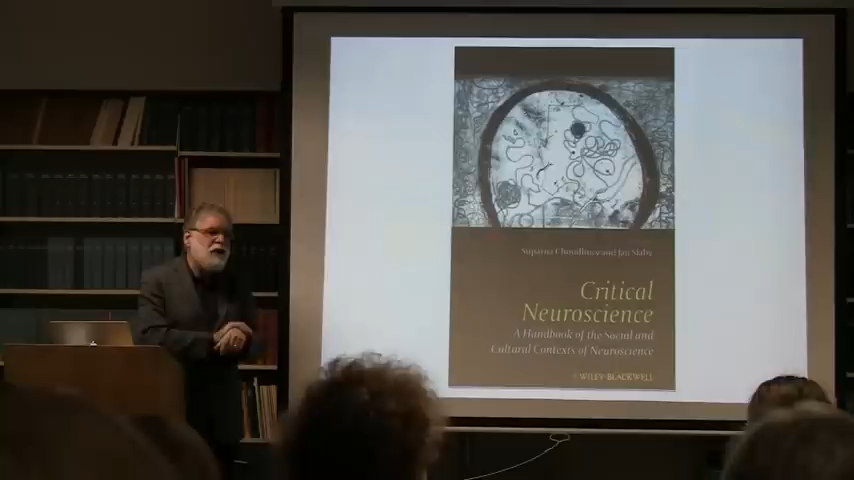 Suparna Choudhury and Jan Slaby
Critical
Neuroscience
A Handbook of the Social and
Cultural Contexts of Neuroscience
WILEY-BLACKWELL